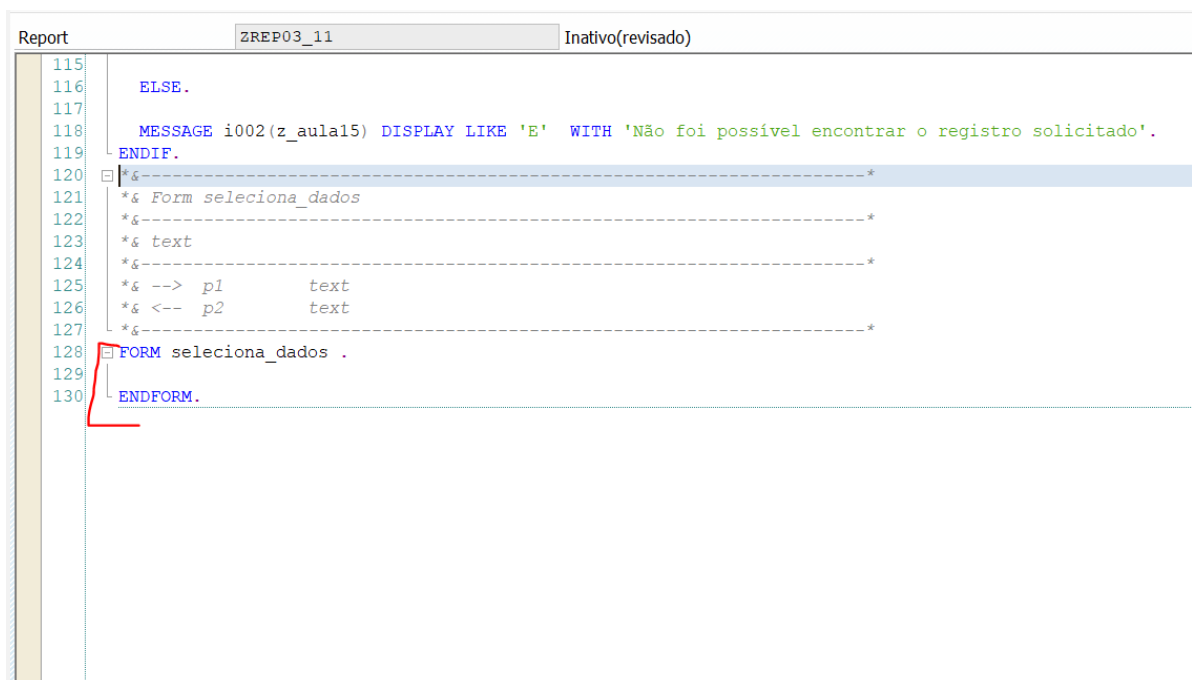 Report ZREP03_11 Inativo(revisado)
115
116 ELSE.
117
118 MESSAGE i002(z_aula15) DISPLAY LIKE 'E'  WITH 'Não foi possível encontrar o registro solicitado'.
119 ENDIF.
120 *&---------------------------------------------------------------------*
121 *& Form seleciona_dados
122 *&---------------------------------------------------------------------*
123 *& text
124 *&---------------------------------------------------------------------*
125 *& -->  p1        text
126 *& <--  p2        text
127 *&---------------------------------------------------------------------*
128 FORM seleciona_dados .
129
130 ENDFORM.